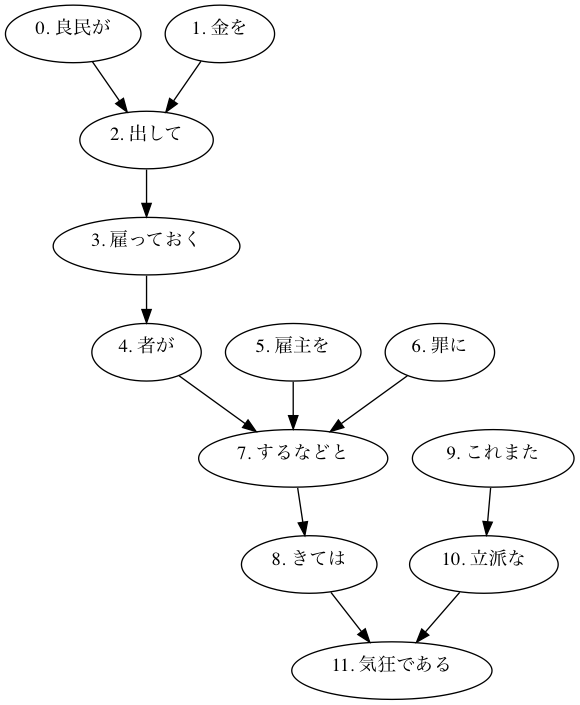 0. 良民が
1. 金を
2. 出して
3. 雇っておく
4. 者が
5. 雇主を
6. 罪に
7. するなどと
9. これまた
8. きては
10. 立派な
11. 気狂である